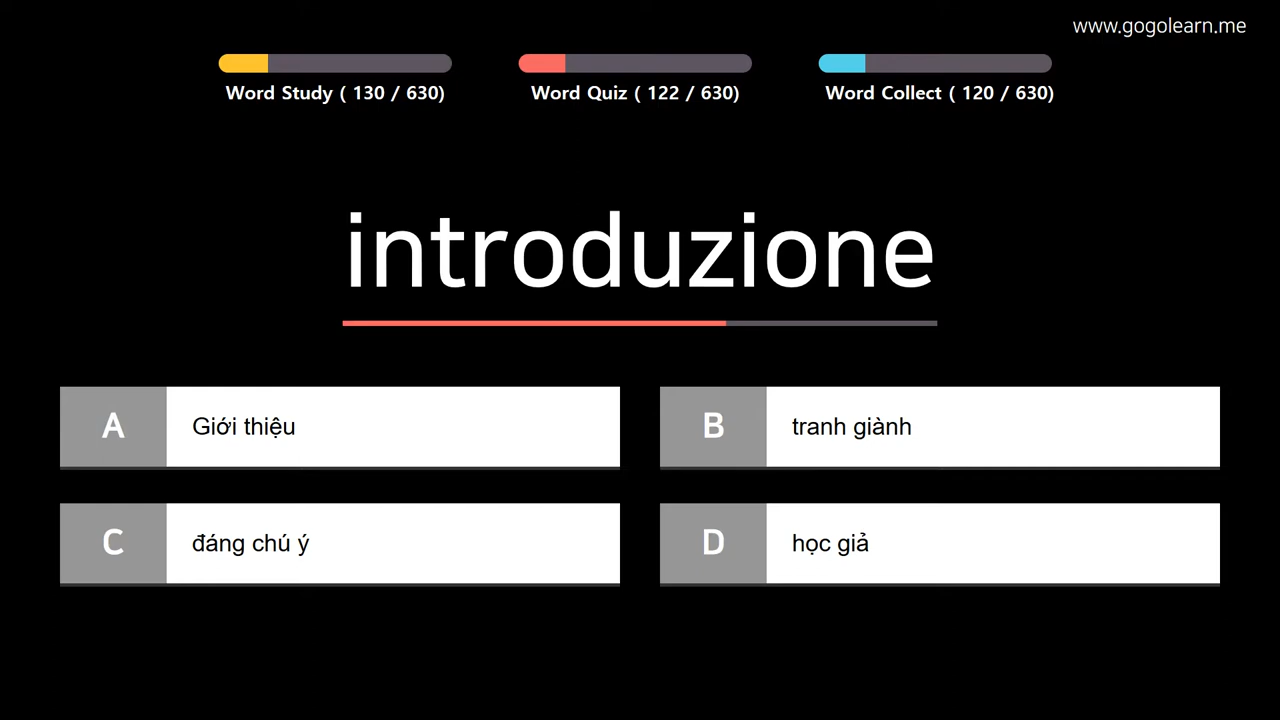 www.gogolearn.me
Word Study ( 130 / 630)
Word Quiz ( 122 / 630)
Word Collect ( 120 / 630)
introduzione
A
Giới thiệu
B
tranh giành
C
đáng chú ý
D
học giả